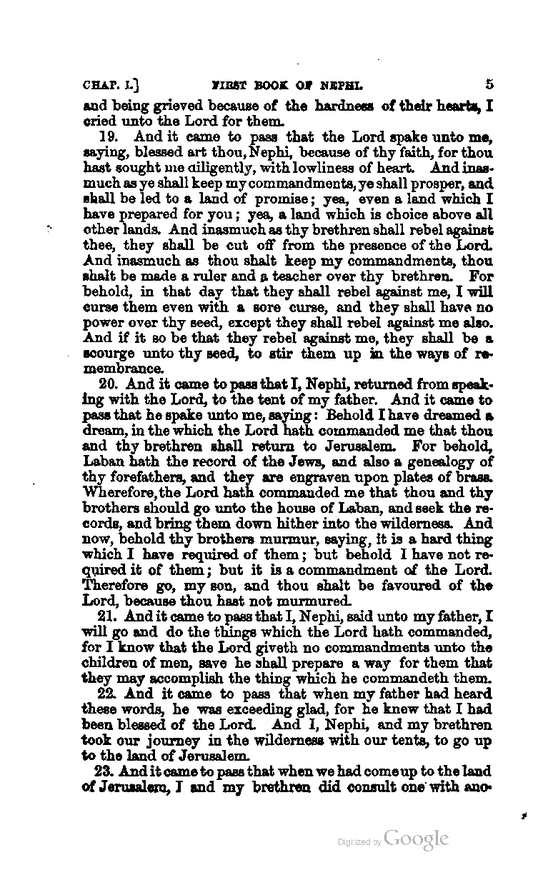 CHAP. I.] FIRST BOOK OF NEPHI. 5
and being grieved because of the hardness of their hearts, I
cried unto the Lord for them.
19. And it came to pass that the Lord spake unto me,
saying, blessed art thou, Nephi, because of thy faith, for thou
hast sought me diligently, with lowliness of heart. And inas-
much as ye shall keep my commandments, ye shall prosper, and
shall be led to a land of promise; yea, even a land which I
have prepared for you; yea, a land which is choice above all
other lands. And inasmuch as thy brethren shall rebel against
thee, they shall be cut off from the presence of the Lord.
And inasmuch as thou shalt keep my commandments, thou
shalt be made a ruler and a teacher over thy brethren. For
behold, in that day that they shall rebel against me, I will
curse them even with a sore curse, and they shall have no
power over thy seed, except they shall rebel against me also.
And if it so be that they rebel against me, they shall be a
scourge unto thy seed, to stir them up in the ways of re-
membrance.
20. And it came to pass that I, Nephi, returned from speak-
ing with the Lord, to the tent of my father. And it came to
pass that he spake unto me, saying: Behold I have dreamed a
dream, in the which the Lord hath commanded me that thou
and thy brethren shall return to Jerusalem. For behold,
Laban hath the record of the Jews, and also a genealogy of
thy forefathers, and they are engraven upon plates of brass.
Wherefore, the Lord hath commanded me that thou and thy
brothers should go unto the house of Laban, and seek the re-
cords, and bring them down hither into the wilderness. And
now, behold thy brothers murmur, saying, it is a hard thing
which I have required of them; but behold I have not re-
quired it of them; but it is a commandment of the Lord.
Therefore go, my son, and thou shalt be favoured of the
Lord, because thou hast not murmured.
21. And it came to pass that I, Nephi, said unto my father, I
will go and do the things which the Lord hath commanded,
for I know that the Lord giveth no commandments unto the
children of men, save he shall prepare a way for them that
they may accomplish the thing which he commandeth them.
22. And it came to pass that when my father had heard
these words, he was exceeding glad, for he knew that I had
been blessed of the Lord. And I, Nephi, and my brethren
took our journey in the wilderness with our tents, to go up
to the land of Jerusalem.
23. And it came to pass that when we had come up to the land
of Jerusalem, I and my brethren did consult one with ano-
Digitized by Google